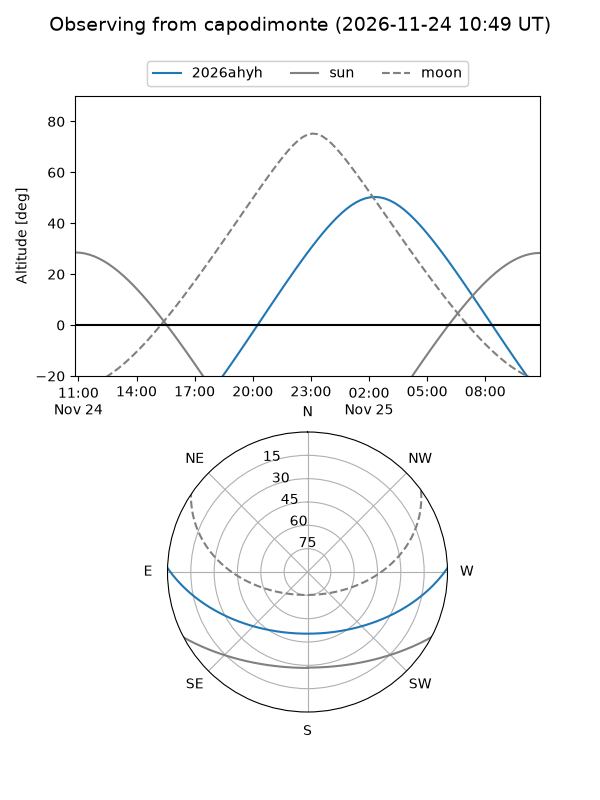 Observing from capodimonte (2026-11-24 10:49 UT)
2026ahyh sun moon
Altitude [deg]
80
60
40
20
0
−20
11:00 14:00 17:00 20:00 23:00 02:00 05:00 08:00
Nov 24 Nov 25
N
NE NW
15
30
45
60
75
E W
SE SW
S